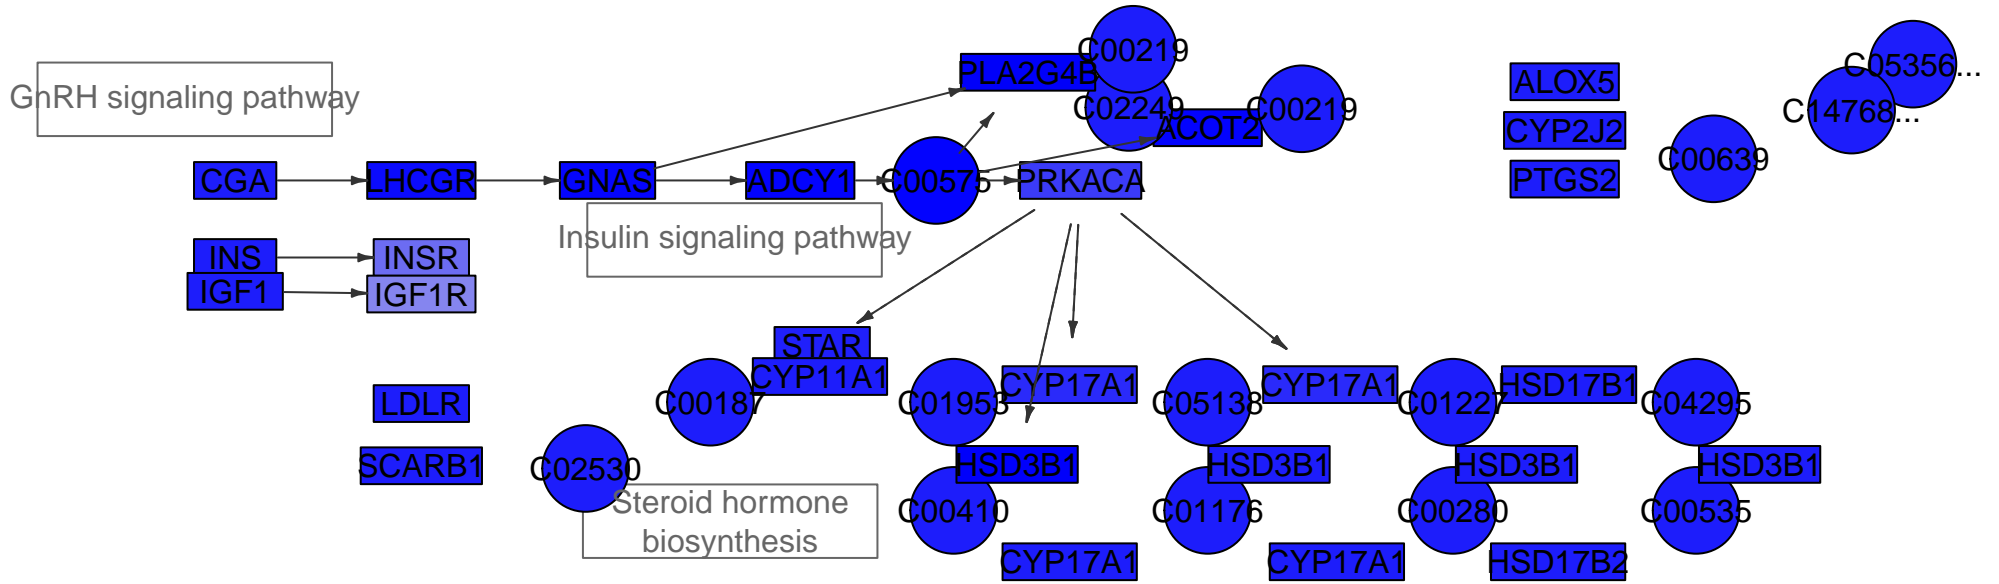 C00219
C05356...
PLA2G4B
ALOX5
GnRH signaling pathway
C02249
C00219
C14768...
ACOT2
CYP2J2
C00639
CGA
LHCGR
GNAS
ADCY1
C00575
PRKACA
PTGS2
Insulin signaling pathway
INS
INSR
IGF1
IGF1R
STAR
CYP11A1
C00187
C01953
CYP17A1
C05138
CYP17A1
C01227
HSD17B1
C04295
LDLR
SCARB1
C02530
HSD3B1
HSD3B1
HSD3B1
HSD3B1
Steroid hormone
biosynthesis
C00410
C01176
C00280
C00535
CYP17A1
CYP17A1
HSD17B2